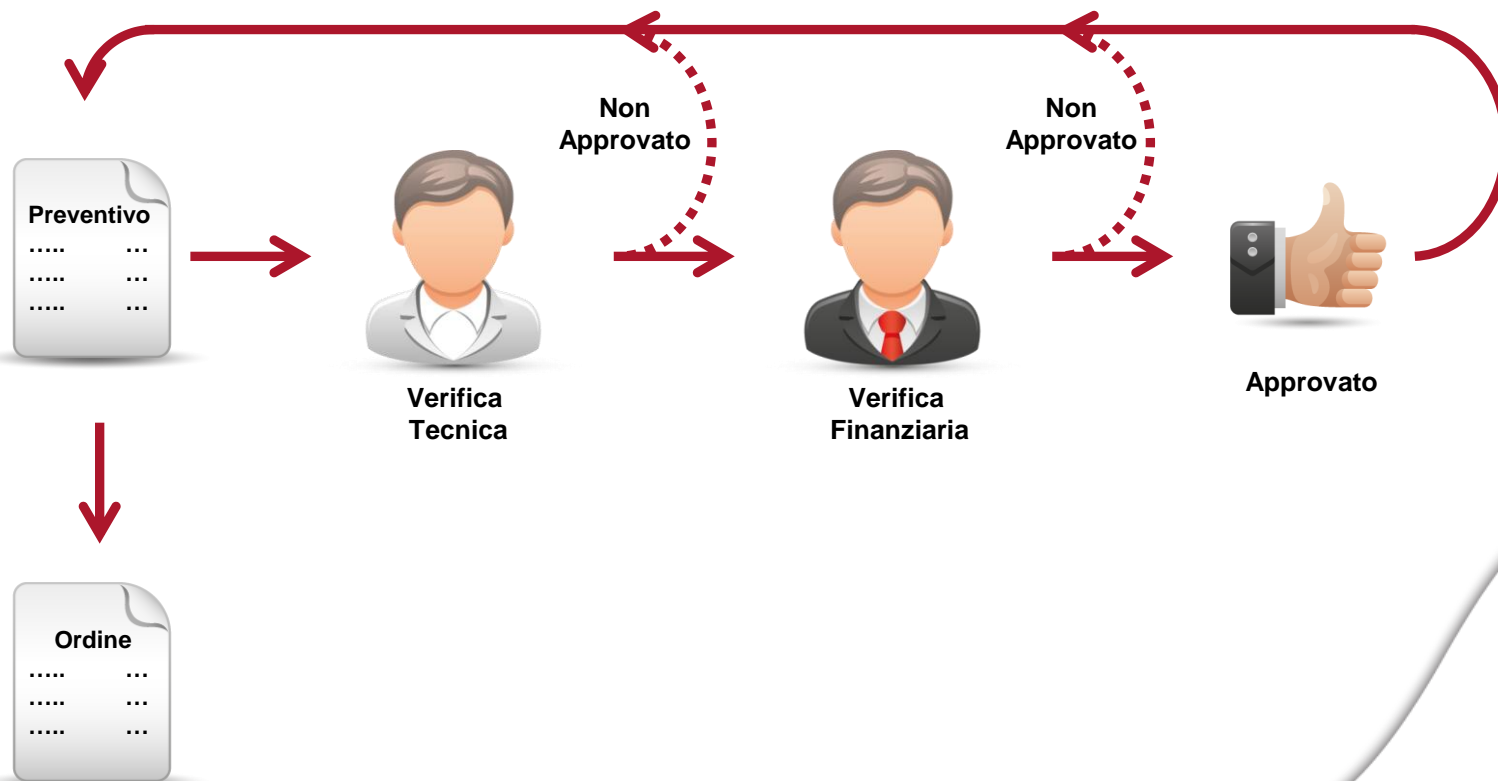 Non
Approvato
Non
Approvato
Preventivo
..... ...
..... ...
..... ...
Verifica
Tecnica
Verifica
Finanziaria
Approvato
Ordine
..... ...
..... ...
..... ...